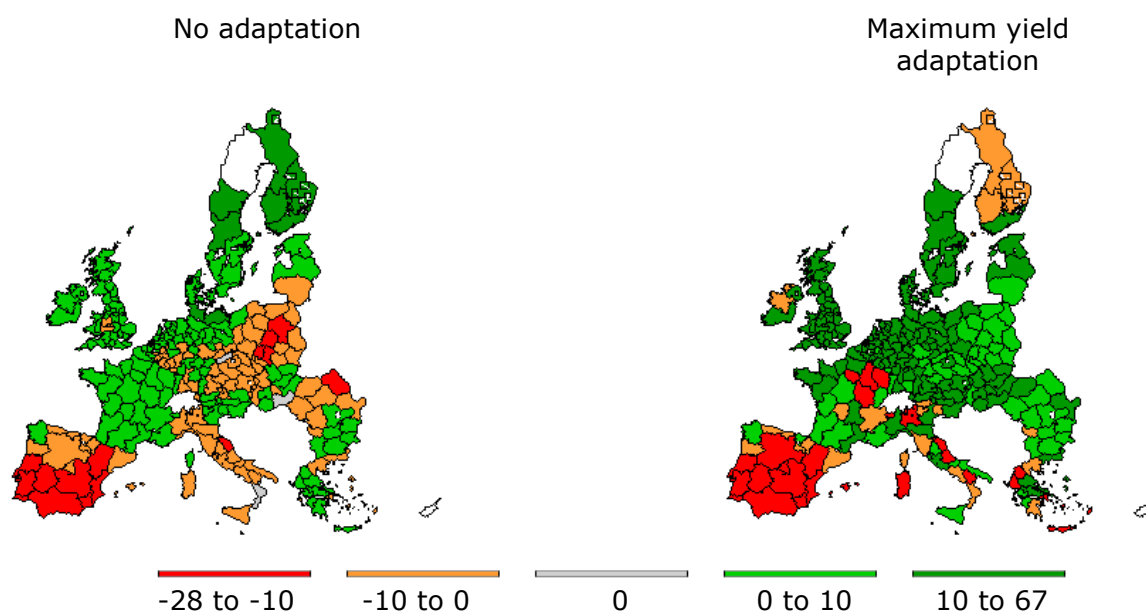 No adaptation
Maximum yield
adaptation
-28 to -10
-10 to 0
0
0 to 10
10 to 67